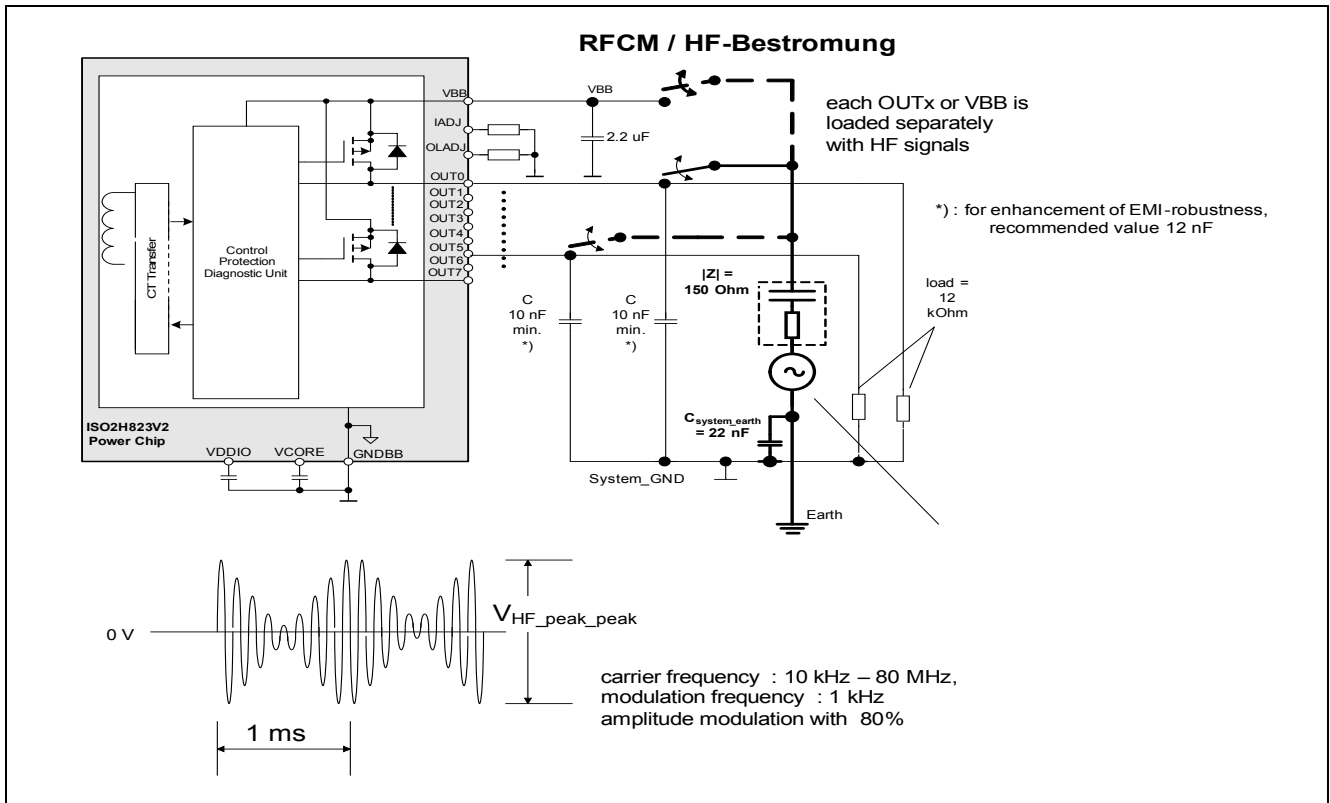 RFCM / HF-Bestromung
VBB
VBB
IADJ
OLADJ
2.2 uF
each OUTx or VBB is
loaded separately
with HF signals
OUT0
OUT1
OUT2
OUT3
OUT4
OUT5
OUT6
OUT7
CT Transfer
Control
Protection
Diagnostic Unit
*) : for enhancement of EMI-robustness,
recommended value 12 nF
|Z| =
150 Ohm
load =
12
kOhm
C
10 nF
min.
*)
C
10 nF
min.
*)
~
Csystem_earth
= 22 nF
ISO2H823V2
Power Chip
VDDIO
VCORE
GNDBB
System_GND
Earth
0 V
VHF_peak_peak
carrier frequency : 10 kHz – 80 MHz,
modulation frequency : 1 kHz
amplitude modulation with 80%
1 ms